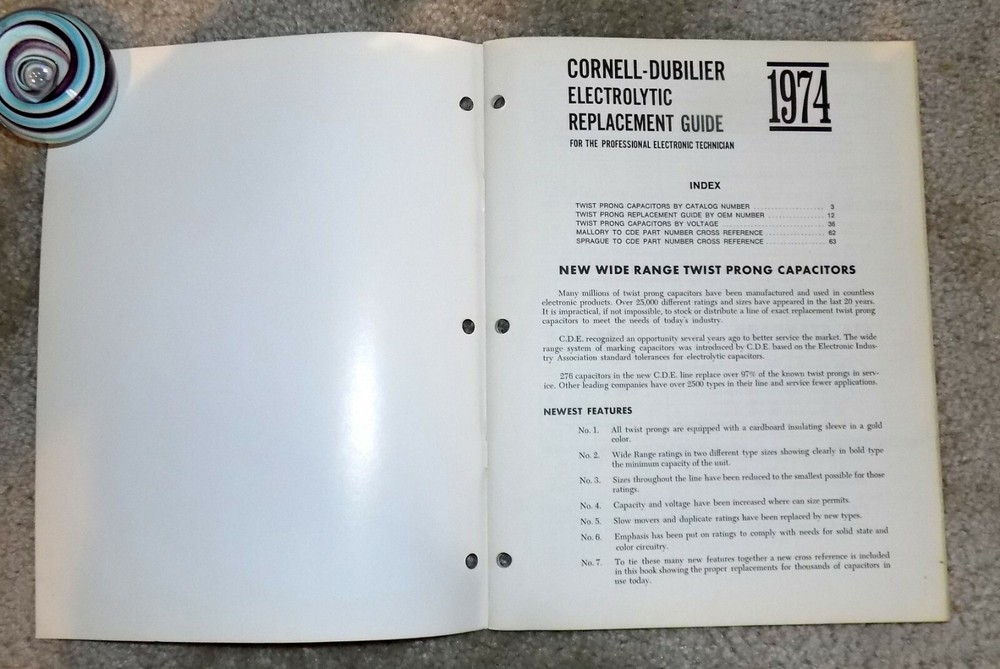 CORNELL-DUBILIER
ELECTROLYTIC
REPLACEMENT GUIDE
FOR THE PROFESSIONAL ELECTRONIC TECHNICIAN
1974
INDEX
TWIST PRONG CAPACITORS BY CATALOG NUMBER .................... 3
TWIST PRONG REPLACEMENT GUIDE BY OEM NUMBER ............... 12
TWIST PRONG CAPACITORS BY VOLTAGE ............................ 36
MALLORY TO CDE PART NUMBER CROSS REFERENCE ............... 62
SPRAGUE TO CDE PART NUMBER CROSS REFERENCE ............... 63
NEW WIDE RANGE TWIST PRONG CAPACITORS
Many millions of twist prong capacitors have been manufactured and used in countless
electronic products. Over 25,000 different ratings and sizes have appeared in the last 20 years.
It is impractical, if not impossible, to stock or distribute a line of exact replacement twist prong
capacitors to meet the needs of today's industry.
C.D.E. recognized an opportunity several years ago to better service the market. The wide
range system of marking capacitors was introduced by C.D.E. based on the Electronic Indus-
try Association standard tolerances for electrolytic capacitors.
276 capacitors in the new C.D.E. line replace over 97% of the known twist prongs in serv-
ice. Other leading companies have over 2500 types in their line and service fewer applications.
NEWEST FEATURES
No. 1. All twist prongs are equipped with a cardboard insulating sleeve in a gold
color.
No. 2. Wide Range ratings in two different type sizes showing clearly in bold type
the minimum capacity of the unit.
No. 3. Sizes throughout the line have been reduced to the smallest possible for those
ratings.
No. 4. Capacity and voltage have been increased where can size permits.
No. 5. Slow movers and duplicate ratings have been replaced by new types.
No. 6. Emphasis has been put on ratings to comply with needs for solid state and
color circuitry.
No. 7. To tie these many new features together a new cross reference is included
in this book showing the proper replacements for thousands of capacitors in
use today.